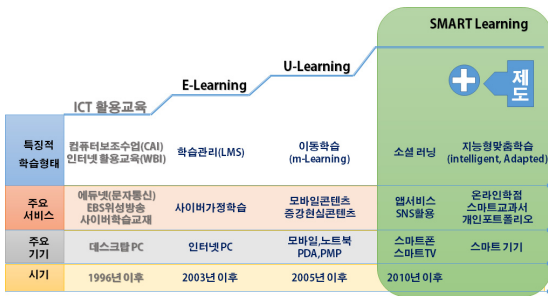 SMART Learning
U-Learning
E-Learning
ICT 활용교육
제도
특징적
학습형태
컴퓨터보조수업(CAI)
인터넷 활용교육(WBI)
학습관리(LMS)
이동학습
(m-Learning)
소셜 러닝
지능형맞춤학습
(intelligent, Adapted)
주요
서비스
에듀넷(문자통신)
EBS위성방송
사이버학습교재
사이버가정학습
모바일콘텐츠
증강현실콘텐츠
앱서비스
SNS활용
온라인학점
스마트교과서
개인포트폴리오
주요
기기
데스크탑 PC
인터넷 PC
모바일,노트북
PDA,PMP
스마트폰
스마트TV
스마트 기기
시기
1996년 이후
2003년 이후
2005년 이후
2010년 이후